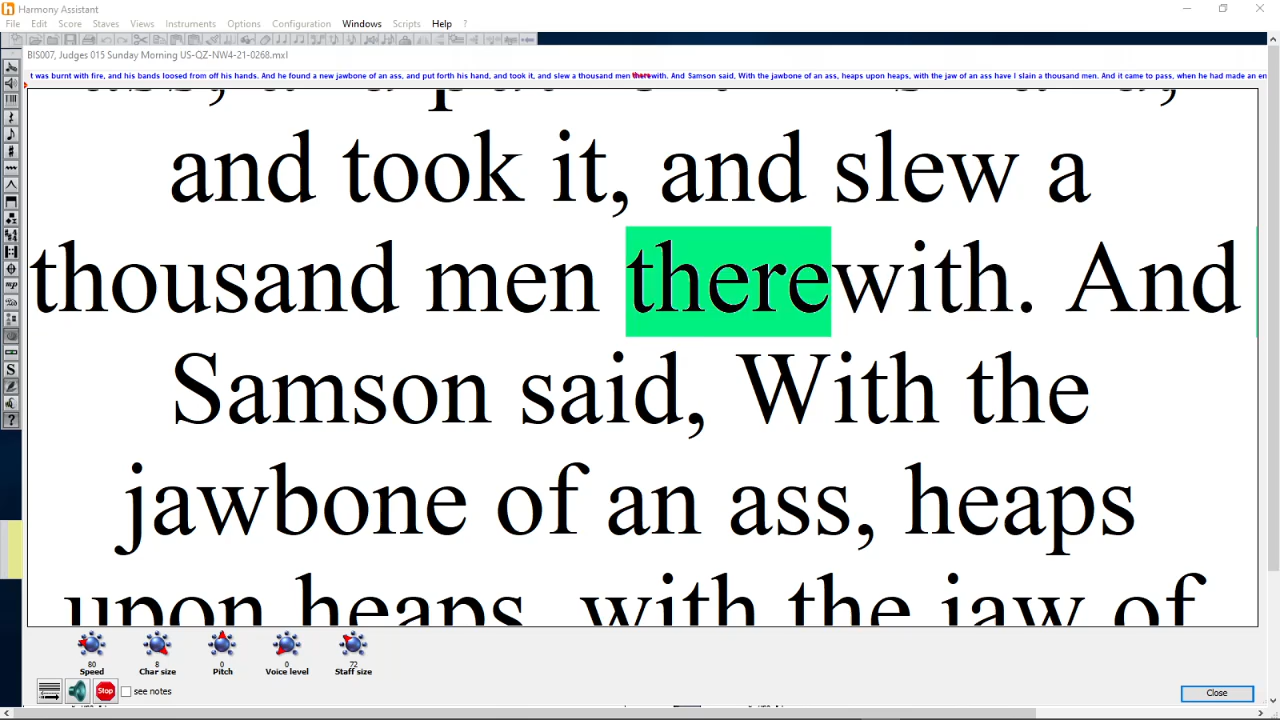 Harmony Assistant
File Edit Score Staves Views Instruments Options Configuration Windows Scripts Help ?
BIS007, Judges 015 Sunday Morning US-QZ-NW4-21-0268.mxl
t was burnt with fire, and his bands loosed from off his hands. And he found a new jawbone of an ass, and put forth his hand, and took it, and slew a thousand men therewith. And Samson said, With the jawbone of an ass, heaps upon heaps, with the jaw of an ass have I slain a thousand men. And it came to pass, when he had made an en
and took it, and slew a
thousand men therewith. And
Samson said, With the
jawbone of an ass, heaps
upon heaps, with the jaw of
80 8 0 0 72
Speed Char size Pitch Voice level Staff size
Stop see notes Close